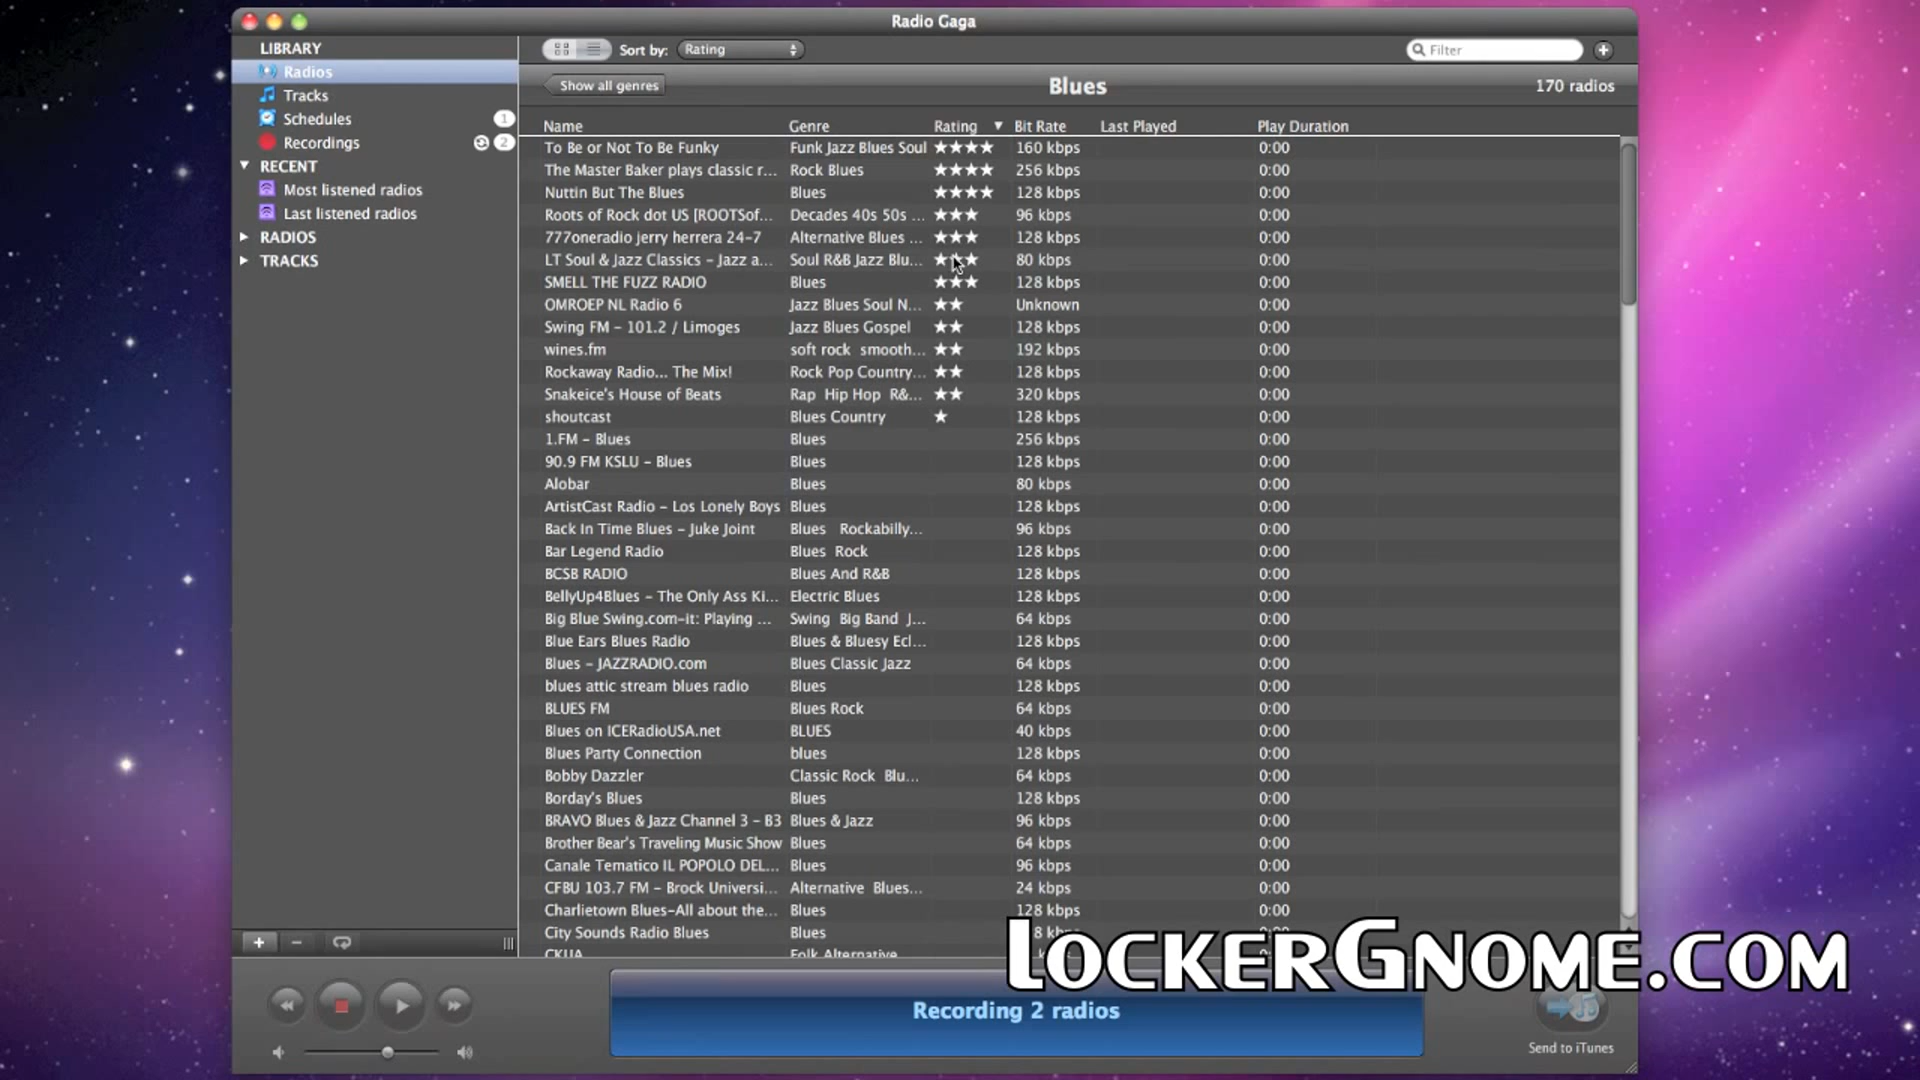 Radio Gaga
LIBRARY
Radios
Tracks
Schedules 1
Recordings 2
RECENT
Most listened radios
Last listened radios
RADIOS
TRACKS
Sort by: Rating
Filter
Show all genres
Blues
170 radios
Name Genre Rating Bit Rate Last Played Play Duration
To Be or Not To Be Funky Funk Jazz Blues Soul ★★★★ 160 kbps 0:00
The Master Baker plays classic r... Rock Blues ★★★★ 256 kbps 0:00
Nuttin But The Blues Blues ★★★★ 128 kbps 0:00
Roots of Rock dot US [ROOTSof... Decades 40s 50s ... ★★★ 96 kbps 0:00
777oneradio jerry herrera 24-7 Alternative Blues ... ★★★ 128 kbps 0:00
LT Soul & Jazz Classics – Jazz a... Soul R&B Jazz Blu... ★★★ 80 kbps 0:00
SMELL THE FUZZ RADIO Blues ★★★ 128 kbps 0:00
OMROEP NL Radio 6 Jazz Blues Soul N... ★★ Unknown 0:00
Swing FM – 101.2 / Limoges Jazz Blues Gospel ★★ 128 kbps 0:00
wines.fm soft rock smooth... ★★ 192 kbps 0:00
Rockaway Radio... The Mix! Rock Pop Country... ★★ 128 kbps 0:00
Snakeice's House of Beats Rap Hip Hop R&... ★★ 320 kbps 0:00
shoutcast Blues Country ★ 128 kbps 0:00
1.FM – Blues Blues 256 kbps 0:00
90.9 FM KSLU – Blues Blues 128 kbps 0:00
Alobar Blues 80 kbps 0:00
ArtistCast Radio – Los Lonely Boys Blues 128 kbps 0:00
Back In Time Blues – Juke Joint Blues Rockabilly... 96 kbps 0:00
Bar Legend Radio Blues Rock 128 kbps 0:00
BCSB RADIO Blues And R&B 128 kbps 0:00
BellyUp4Blues – The Only Ass Ki... Electric Blues 128 kbps 0:00
Big Blue Swing.com-it: Playing ... Swing Big Band J... 64 kbps 0:00
Blue Ears Blues Radio Blues & Bluesy Ecl... 128 kbps 0:00
Blues – JAZZRADIO.com Blues Classic Jazz 64 kbps 0:00
blues attic stream blues radio Blues 128 kbps 0:00
BLUES FM Blues Rock 64 kbps 0:00
Blues on ICERadioUSA.net BLUES 40 kbps 0:00
Blues Party Connection blues 128 kbps 0:00
Bobby Dazzler Classic Rock Blu... 64 kbps 0:00
Borday's Blues Blues 128 kbps 0:00
BRAVO Blues & Jazz Channel 3 – B3 Blues & Jazz 96 kbps 0:00
Brother Bear's Traveling Music Show Blues 64 kbps 0:00
Canale Tematico IL POPOLO DEL... Blues 96 kbps 0:00
CFBU 103.7 FM – Brock Universi... Alternative Blues... 24 kbps 0:00
Charlietown Blues-All about the... Blues 128 kbps 0:00
City Sounds Radio Blues Blues kbps 0:00
CKUA Folk Alternative
LOCKERGNOME.COM
Recording 2 radios
Send to iTunes